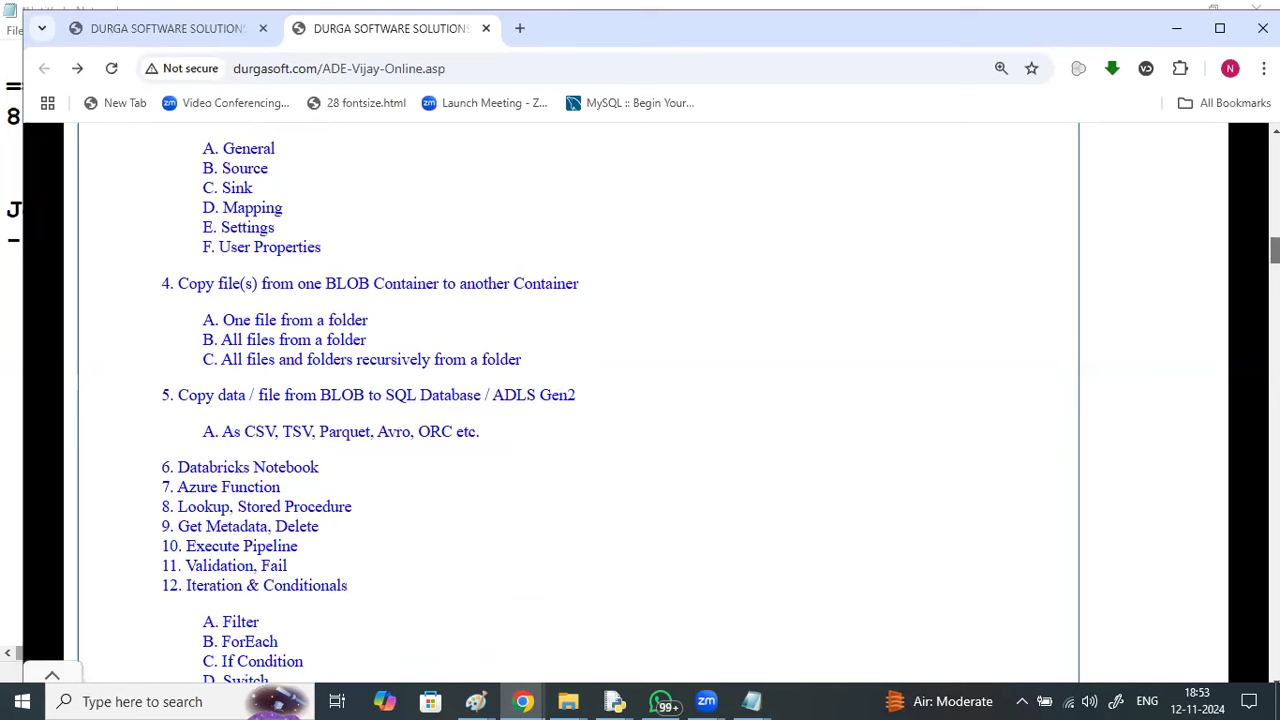 DURGA SOFTWARE SOLUTIONS
DURGA SOFTWARE SOLUTIONS
File
Not secure
durgasoft.com/ADE-Vijay-Online.asp
New Tab
Video Conferencing...
28 fontsize.html
Launch Meeting - Z...
MySQL :: Begin Your...
All Bookmarks
A. General
B. Source
C. Sink
D. Mapping
E. Settings
F. User Properties
4. Copy file(s) from one BLOB Container to another Container
A. One file from a folder
B. All files from a folder
C. All files and folders recursively from a folder
5. Copy data / file from BLOB to SQL Database / ADLS Gen2
A. As CSV, TSV, Parquet, Avro, ORC etc.
6. Databricks Notebook
7. Azure Function
8. Lookup, Stored Procedure
9. Get Metadata, Delete
10. Execute Pipeline
11. Validation, Fail
12. Iteration & Conditionals
A. Filter
B. ForEach
C. If Condition
D. Switch
Type here to search
99+
Air: Moderate
ENG
18:53
12-11-2024